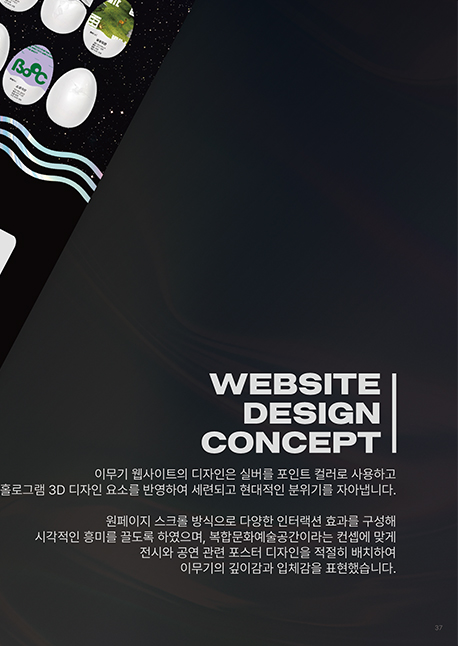 BdoC
WEBSITE
DESIGN
CONCEPT
이무기 웹사이트의 디자인은 실버를 포인트 컬러로 사용하고
홀로그램 3D 디자인 요소를 반영하여 세련되고 현대적인 분위기를 자아냅니다.
원페이지 스크롤 방식으로 다양한 인터랙션 효과를 구성해
시각적인 흥미를 끌도록 하였으며, 복합문화예술공간이라는 컨셉에 맞게
전시와 공연 관련 포스터 디자인을 적절히 배치하여
이무기의 깊이감과 입체감을 표현했습니다.
37